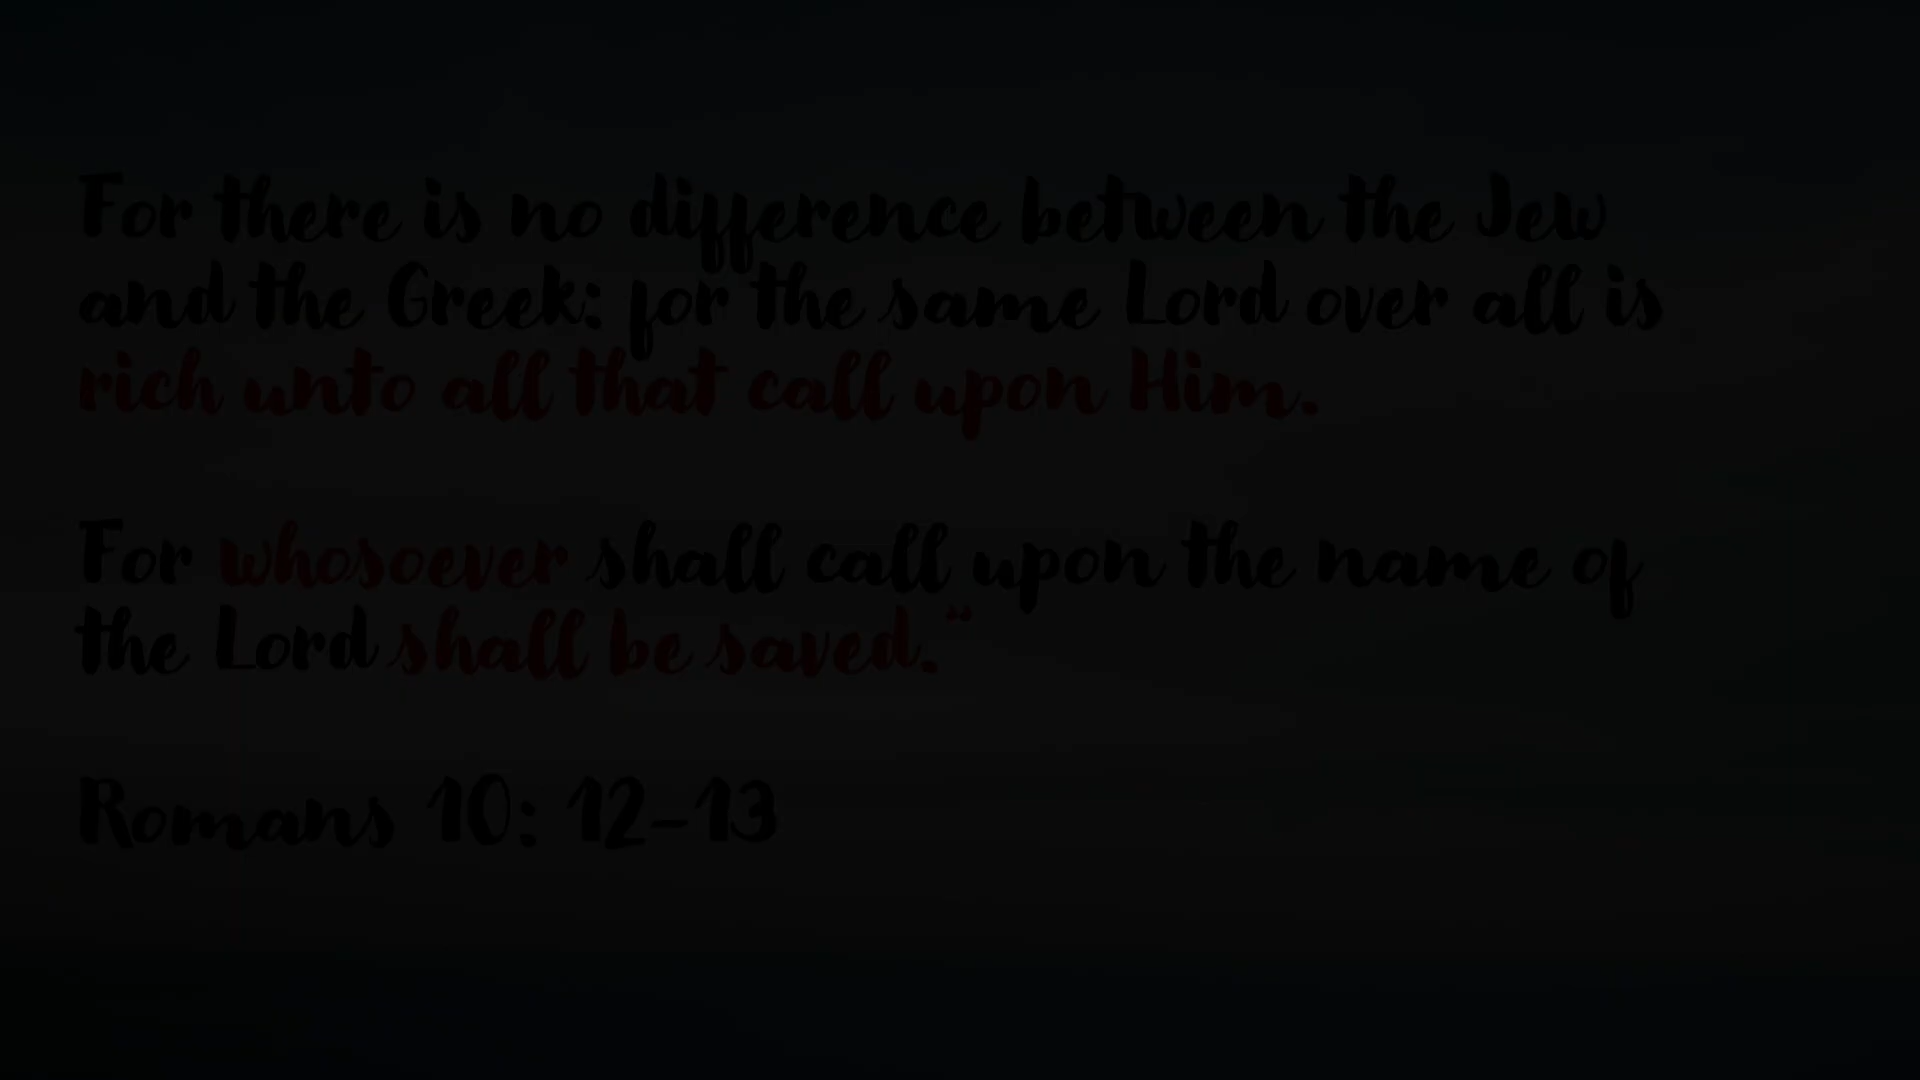 For there is no difference between the Jew
and the Greek: for the same Lord over all is
rich unto all that call upon Him.
For whosoever shall call upon the name of
the Lord shall be saved.”
Romans 10: 12-13